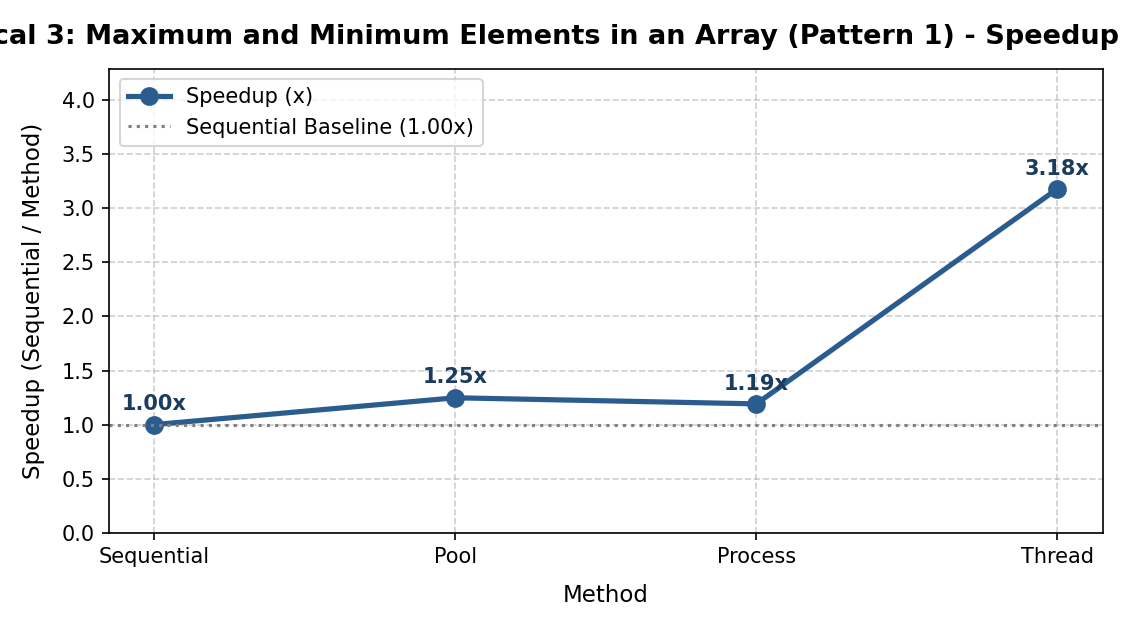 cal 3: Maximum and Minimum Elements in an Array (Pattern 1) - Speedup
Speedup (x)
Sequential Baseline (1.00x)
Speedup (Sequential / Method)
4.0
3.5
3.0
2.5
2.0
1.5
1.0
0.5
0.0
1.00x
1.25x
1.19x
3.18x
Sequential
Pool
Process
Thread
Method